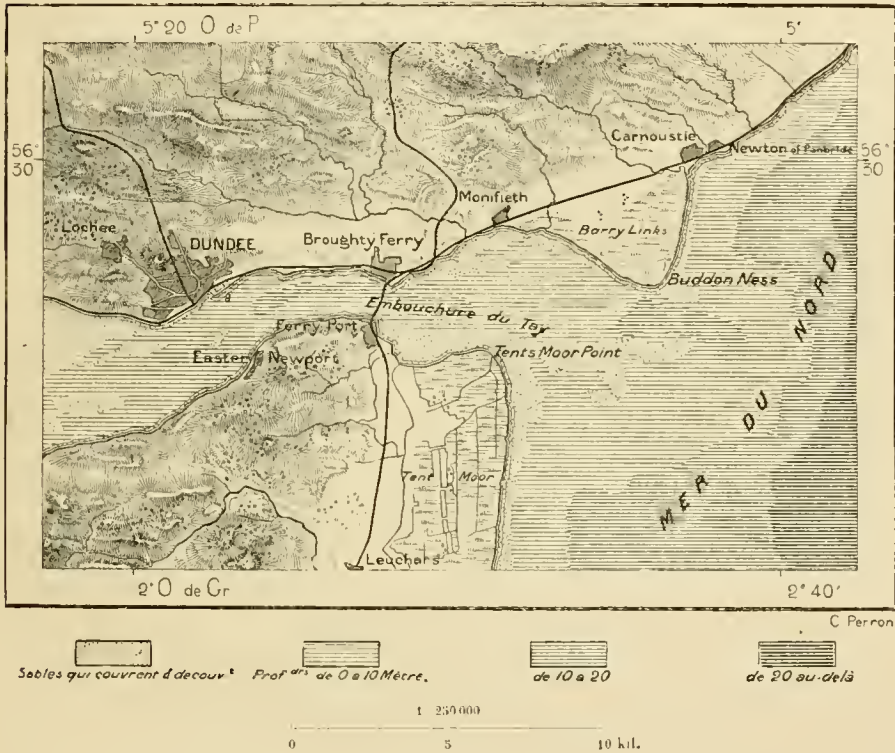 5° 20 O de P
5'
56°
30
56°
30
Carnoustie
Newton of Panbride
Monifieth
Barry Links
Lochee
DUNDEE
Broughty Ferry
Buddon Ness
Embouchure du Tay
Ferry Port
Easter Newport
Tents Moor Point
MER DU NORD
Tent Moor
Leuchars
2° O de Gr
2° 40'
C Perron
Sables qui couvrent d decouv.t
Prof drs de 0 a 10 Mètre.
de 10 a 20
de 20 au-delà
1 250 000
0 5 10 kil.